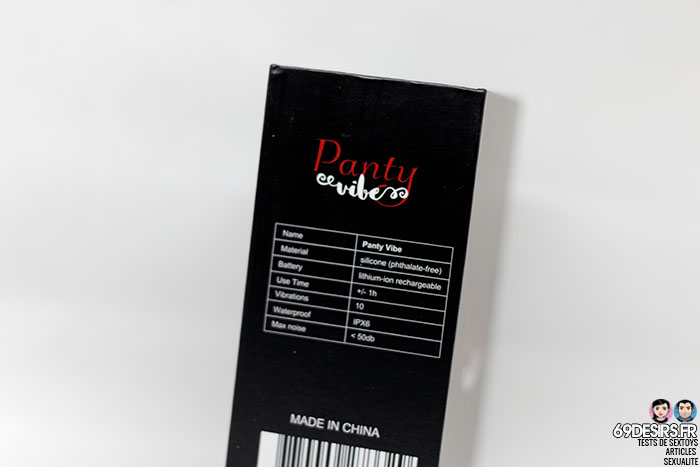 Panty
vibe
Name Panty Vibe
Material silicone (phthalate-free)
Battery lithium-ion rechargeable
Use Time +/- 1h
Vibrations 10
Waterproof IPX6
Max noise < 50db
MADE IN CHINA
69DESIRS.FR
TESTS DE SEXTOYS
ARTICLES
SEXUALITE